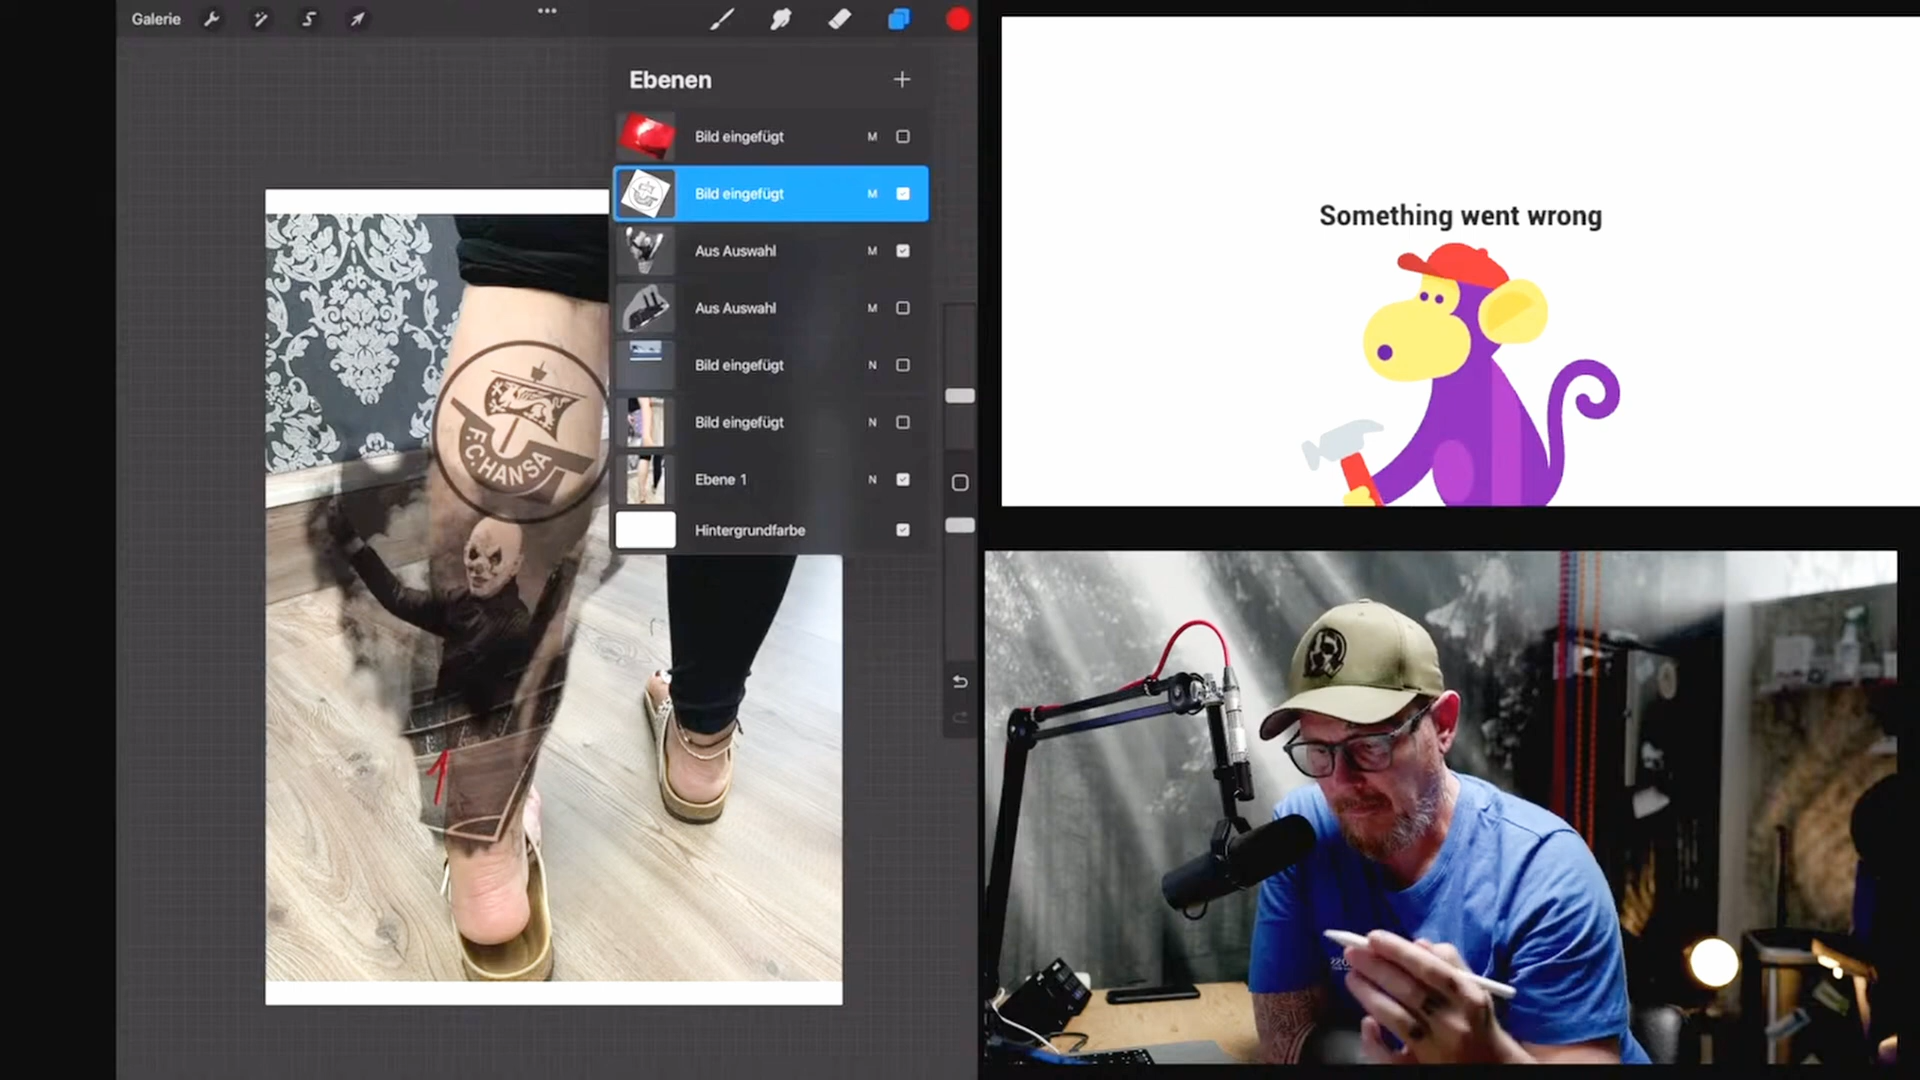 Galerie
Ebenen
Bild eingefügt M
Bild eingefügt M
Aus Auswahl M
Aus Auswahl M
Bild eingefügt N
Bild eingefügt N
Ebene 1 N
Hintergrundfarbe
F.C. HANSA
Something went wrong